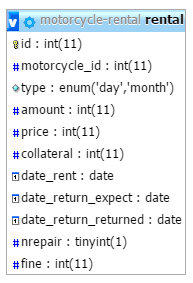 v motorcycle-rental rental
id : int(11)
#motorcycle_id : int(11)
type : enum('day','month')
#amount : int(11)
#price : int(11)
#collateral : int(11)
date_rent : date
date_return_expect : date
date_return_returned : date
#nrepair : tinyint(1)
#fine : int(11)